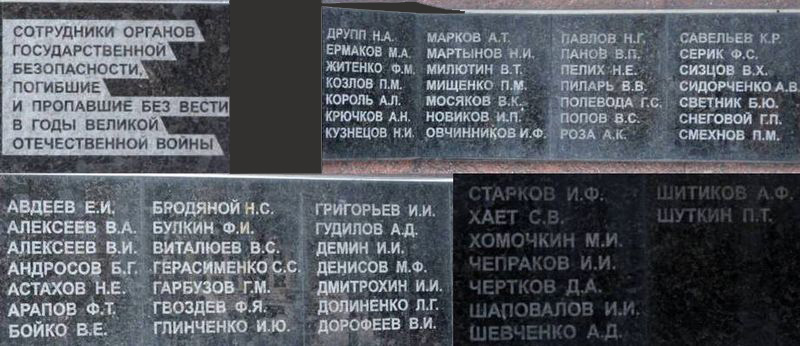 СОТРУДНИКИ ОРГАНОВ
ГОСУДАРСТВЕННОЙ
БЕЗОПАСНОСТИ,
ПОГИБШИЕ
И ПРОПАВШИЕ БЕЗ ВЕСТИ
В ГОДЫ ВЕЛИКОЙ
ОТЕЧЕСТВЕННОЙ ВОЙНЫ
ДРУПП Н.А.
ЕРМАКОВ М.А.
ЖИТЕНКО Ф.М.
КОЗЛОВ П.М.
КОРОЛЬ А.Л.
КРЮЧКОВ А.Н.
КУЗНЕЦОВ Н.И.
МАРКОВ А.Т.
МАРТЫНОВ Н.И.
МИЛЮТИН В.Т.
МИЩЕНКО П.М.
МОСЯКОВ В.К.
НОВИКОВ И.П.
ОВЧИННИКОВ И.Ф.
ПАВЛОВ Н.Г.
ПАНОВ В.П.
ПЕЛИХ Н.Е.
ПИЛАРЬ В.В.
ПОЛЕВОДА Г.С.
ПОПОВ В.С.
РОЗА А.К.
САВЕЛЬЕВ К.Р.
СЕРИК Ф.С.
СИЗЦОВ В.Х.
СИДОРЧЕНКО А.В.
СВЕТНИК Б.Ю.
СНЕГОВОЙ Г.П.
СМЕХНОВ П.М.
АВДЕЕВ Е.И.
АЛЕКСЕЕВ В.А.
АЛЕКСЕЕВ В.И.
АНДРОСОВ Б.Г.
АСТАХОВ Н.Е.
АРАПОВ Ф.Т.
БОЙКО В.Е.
БРОДЯНОЙ Н.С.
БУЛКИН Ф.И.
ВИТАЛЮЕВ В.С.
ГЕРАСИМЕНКО С.С.
ГАРБУЗОВ Г.М.
ГВОЗДЕВ Ф.Я.
ГЛИНЧЕНКО И.Ю.
ГРИГОРЬЕВ И.И.
ГУДИЛОВ А.Д.
ДЕМИН И.И.
ДЕНИСОВ М.Ф.
ДМИТРОХИН И.И.
ДОЛИНЕНКО Л.Г.
ДОРОФЕЕВ В.И.
СТАРКОВ И.Ф.
ХАЕТ С.В.
ХОМОЧКИН М.И.
ЧЕПРАКОВ И.И.
ЧЕРТКОВ Д.А.
ШАПОВАЛОВ И.И.
ШЕВЧЕНКО А.Д.
ШИТИКОВ А.Ф.
ШУТКИН П.Т.